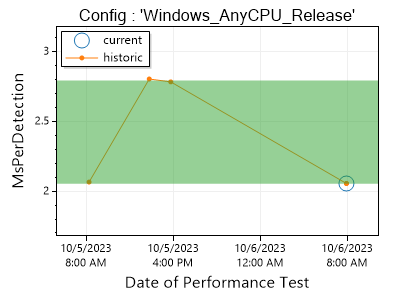 Config : 'Windows_AnyCPU_Release'
current
historic
3
2.5
2
MsPerDetection
10/5/2023 8:00 AM
10/5/2023 4:00 PM
10/6/2023 12:00 AM
10/6/2023 8:00 AM
Date of Performance Test